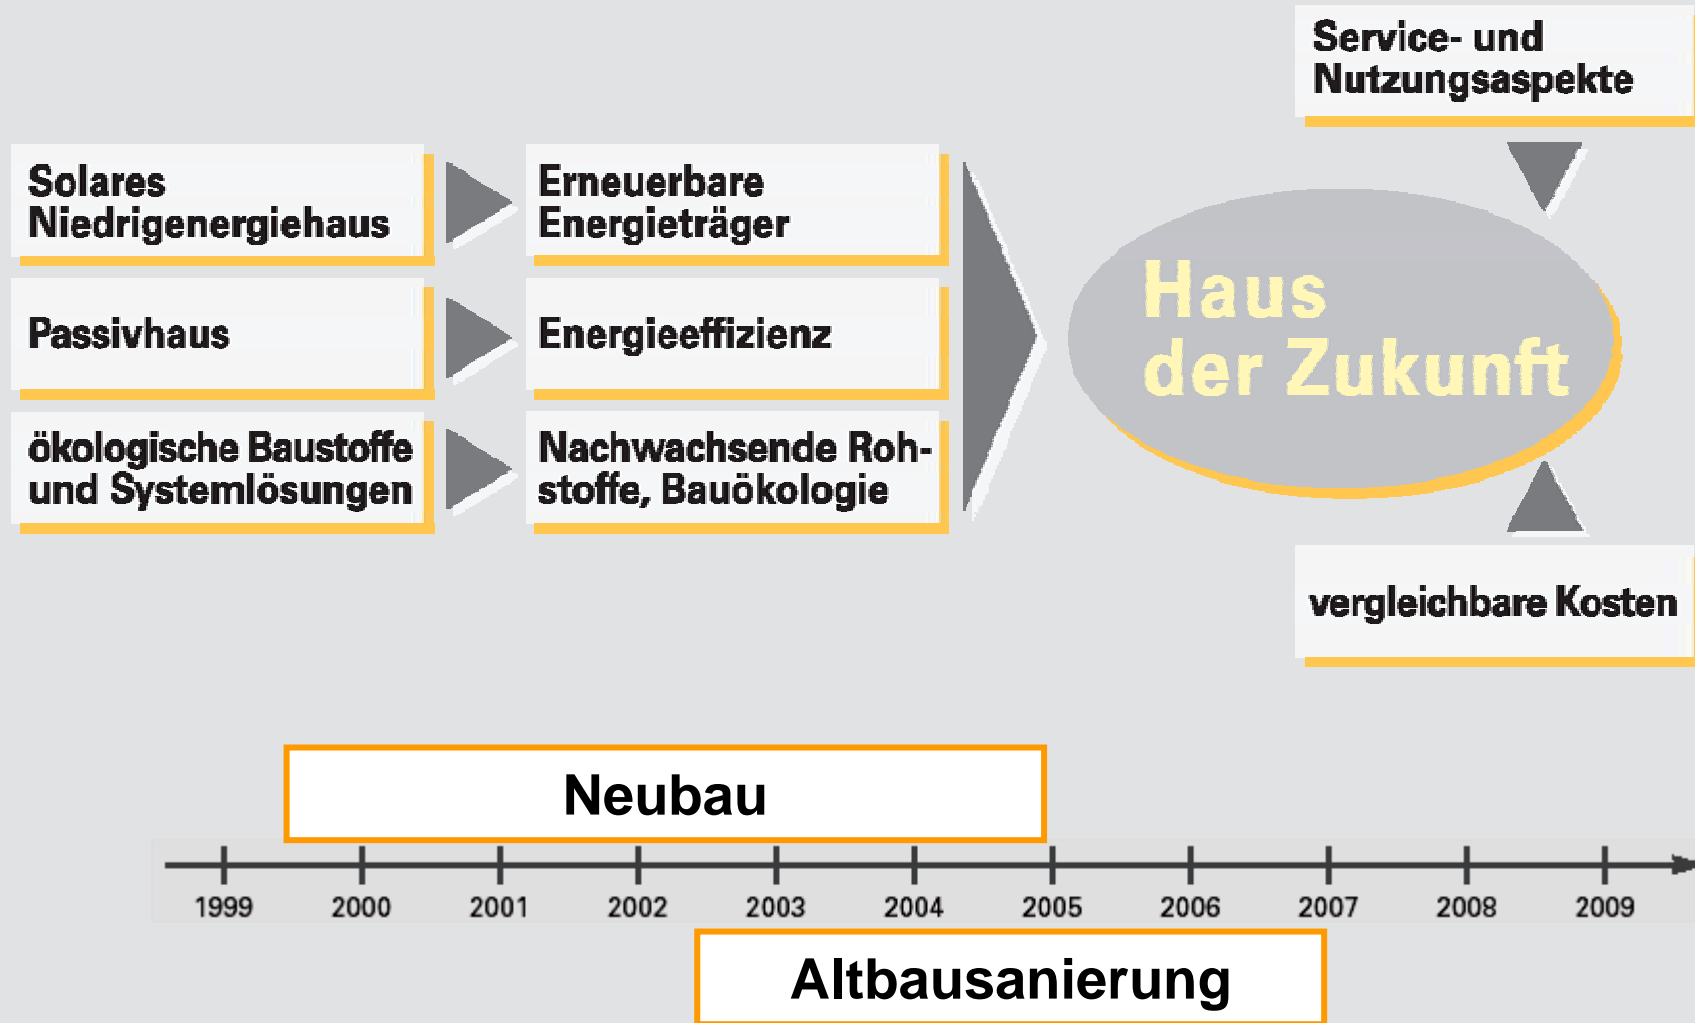 Service- und
Nutzungsaspekte
Solares
Niedrigenergiehaus
Erneuerbare
Energieträger
Passivhaus
Energieeffizienz
ökologische Baustoffe
und Systemlösungen
Nachwachsende Roh-
stoffe, Bauökologie
Haus
der Zukunft
vergleichbare Kosten
Neubau
1999 2000 2001 2002 2003 2004 2005 2006 2007 2008 2009
Altbausanierung